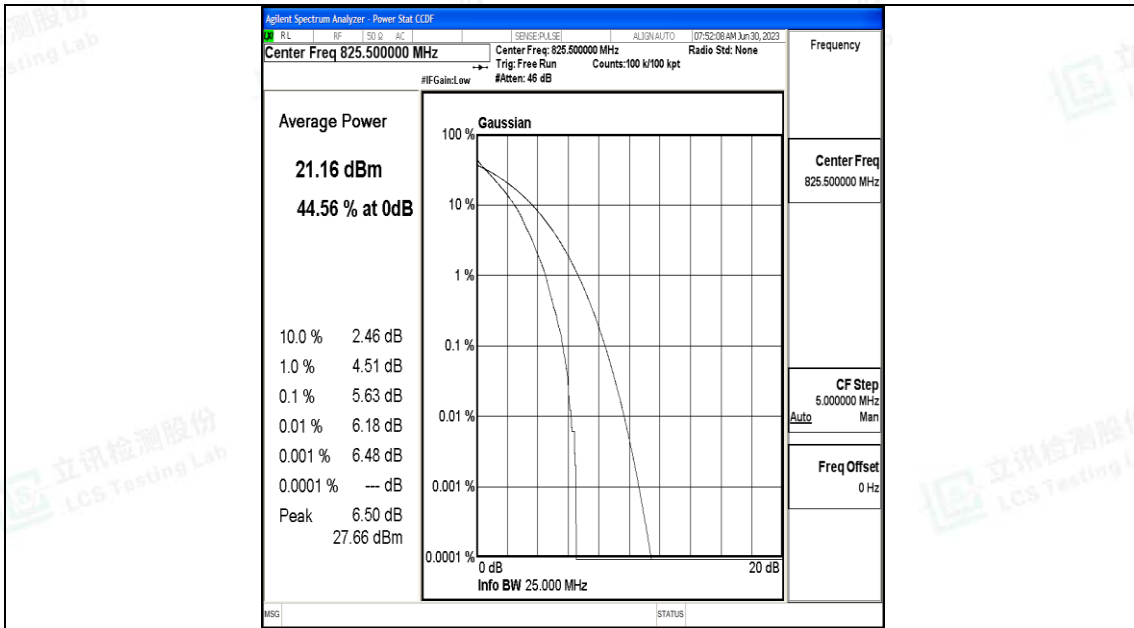 Agilent Spectrum Analyzer - Power Stat CCDF
RL RF 50 Ω AC SENSE:PULSE ALIGN AUTO 07:52:08 AM Jun 30, 2023
Center Freq 825.500000 MHz
Center Freq: 825.500000 MHz Radio Std: None
Trig: Free Run Counts:100 k/100 kpt
#IFGain:Low #Atten: 46 dB
Frequency
Average Power
21.16 dBm
44.56 % at 0dB
10.0 % 2.46 dB
1.0 % 4.51 dB
0.1 % 5.63 dB
0.01 % 6.18 dB
0.001 % 6.48 dB
0.0001 % --- dB
Peak 6.50 dB
27.66 dBm
Gaussian
100 %
10 %
1 %
0.1 %
0.01 %
0.001 %
0.0001 %
0 dB 20 dB
Info BW 25.000 MHz
Center Freq
825.500000 MHz
CF Step
5.000000 MHz
Auto Man
Freq Offset
0 Hz
MSG STATUS
立讯检测股份
LCS Testing Lab